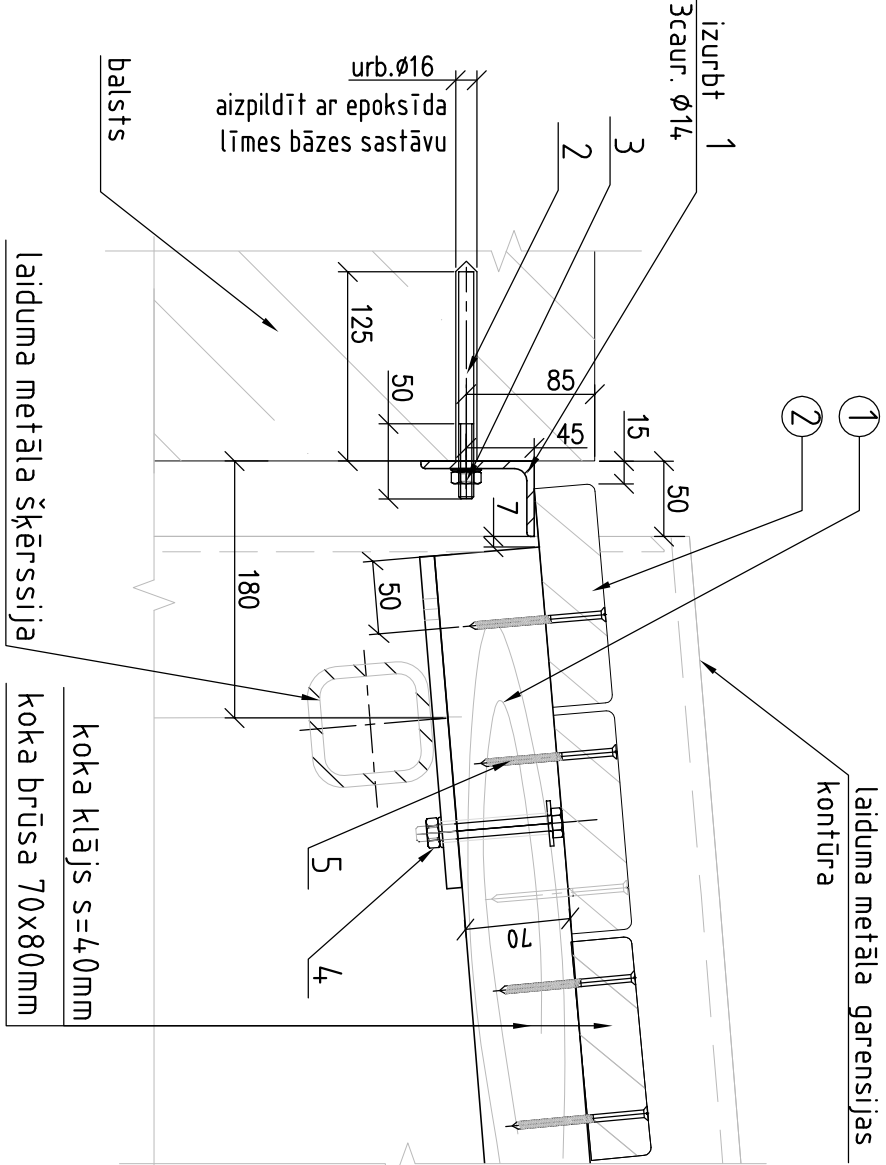 izurbt 1
3caur. ø14
urb.ø16
aizpildīt ar epoksīda
līmes bāzes sastāvu
balsts
3
2
1
2
125
50
85
45
15
50
7
180
50
70
5
4
laiduma metāla šķērssija
koka klājs s=40mm
koka brūsa 70x80mm
laiduma metāla garensijas
kontūra